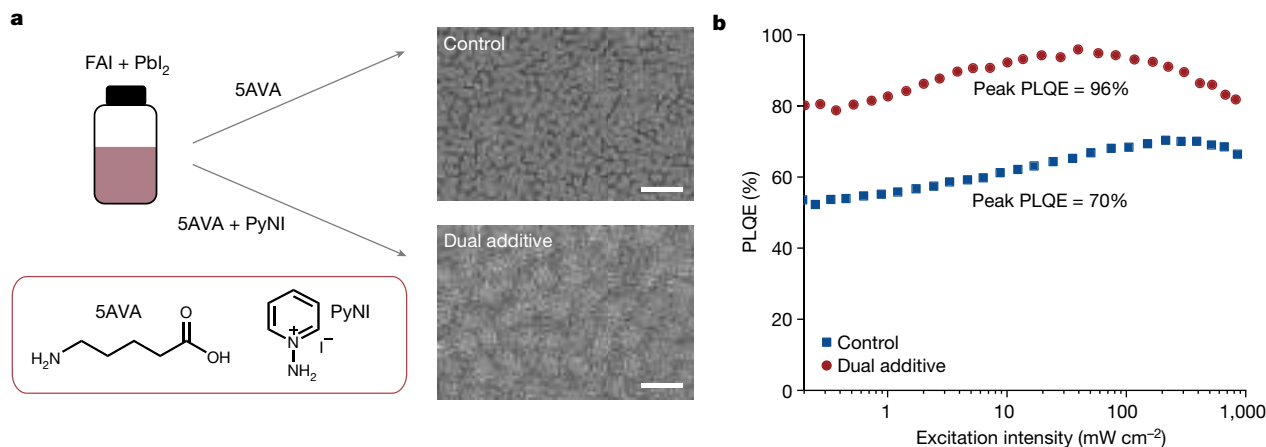 a
FAI + PbI₂
5AVA
5AVA + PyNI
5AVA
O
H₂N
OH
PyNI
N
+
I⁻
NH₂
Control
Dual additive
b
100
80
60
40
20
0
PLQE (%)
Peak PLQE = 96%
Peak PLQE = 70%
Control
Dual additive
1
10
100
1,000
Excitation intensity (mW cm⁻²)